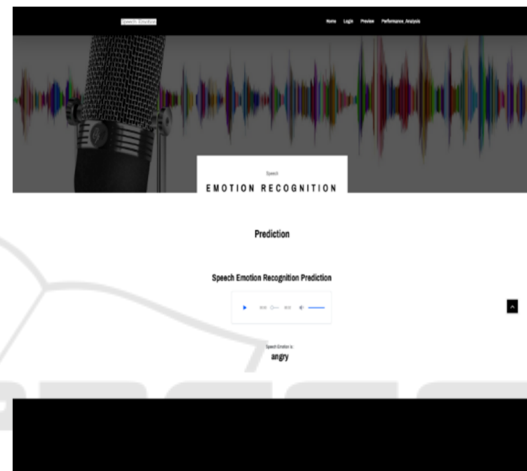 Speech Emotion
Home Login Preview Performance_Analysis
Speech
EMOTION RECOGNITION
Prediction
Speech Emotion Recognition Prediction
Speech Emotion is
angry